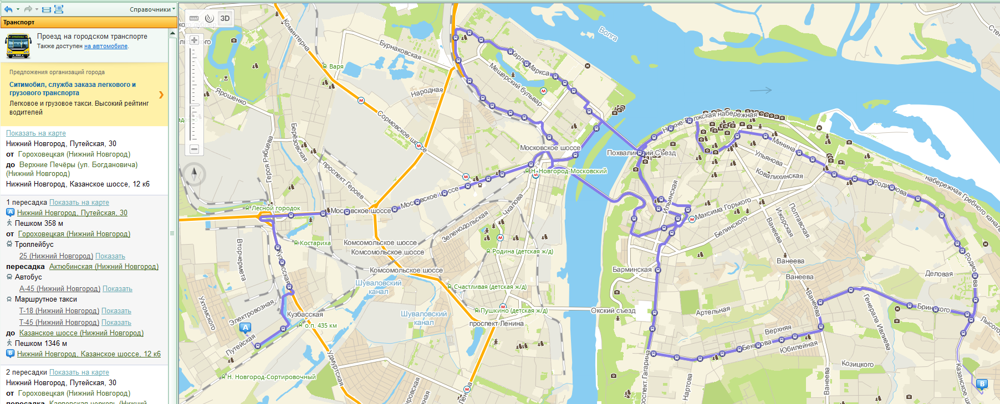 Справочники
Транспорт
Проезд на городском транспорте
Также доступен на автомобиле.
Предложения организаций города
Ситимобил, служба заказа легкового и
грузового транспорта
Легковое и грузовое такси. Высокий рейтинг
водителей
Показать на карте
Нижний Новгород, Путейская, 30
от Гороховецкая (Нижний Новгород)
до Верхние Печёры (ул. Богдановича)
(Нижний Новгород)
Нижний Новгород, Казанское шоссе, 12 к6
1 пересадка Показать на карте
A Нижний Новгород, Путейская, 30
Пешком 358 м
от Гороховецкая (Нижний Новгород)
Троллейбус
25 (Нижний Новгород) Показать
пересадка Актюбинская (Нижний Новгород)
Автобус
А-45 (Нижний Новгород) Показать
Маршрутное такси
Т-18 (Нижний Новгород) Показать
Т-45 (Нижний Новгород) Показать
до Казанское шоссе (Нижний Новгород)
Пешком 1346 м
B Нижний Новгород, Казанское шоссе, 12 к6
2 пересадки Показать на карте
Нижний Новгород, Путейская, 30
от Гороховецкая (Нижний Новгород)
пересадка Карповская церковь (Нижний
3D
Коминтерна
Бурнаковская
Волга
Карла Маркса
Варя
Мещерский бульвар
Народная
Ярошенко
Сормовское шоссе
Березовская
Героя Рябцева
проспект Героев
Московское шоссе
Нижне-Волжская набережная
Похвалинский Съезд
Минина
Ульянова
Ковалихинская
Н. Новгород-Московский
Родионова
набережная Гребного канала
Московское шоссе
Лесной городок
Московское шоссе
Чкалова
Зеленодольская
Ильинская
Максима Горького
Белинского
Ижорская
Полтавская
Ванеева
Костариха
Комсомольское шоссе
Комсомольское шоссе
Родина (детская ж/д)
Вторчермета
Кузбасская
Комсомольское шоссе
Барминская
Ванеева
Ванеева
Деловая
Родионова
Шуваловский
канал
Счастливая (детская ж/д)
Ухтомского
Электровозная
Кузбасская
Шуваловский
канал
Пушкино (детская ж/д)
Окский съезд
Артельная
Ванеева
Генерала Ивлиева
Бринского
о.п. 435 км
проспект Ленина
A
Путейская
Верхняя
Бекетова
Юбилейная
Удмуртская
Козицкого
Н. Новгород-Сортировочный
Нартова
Ванеева
B